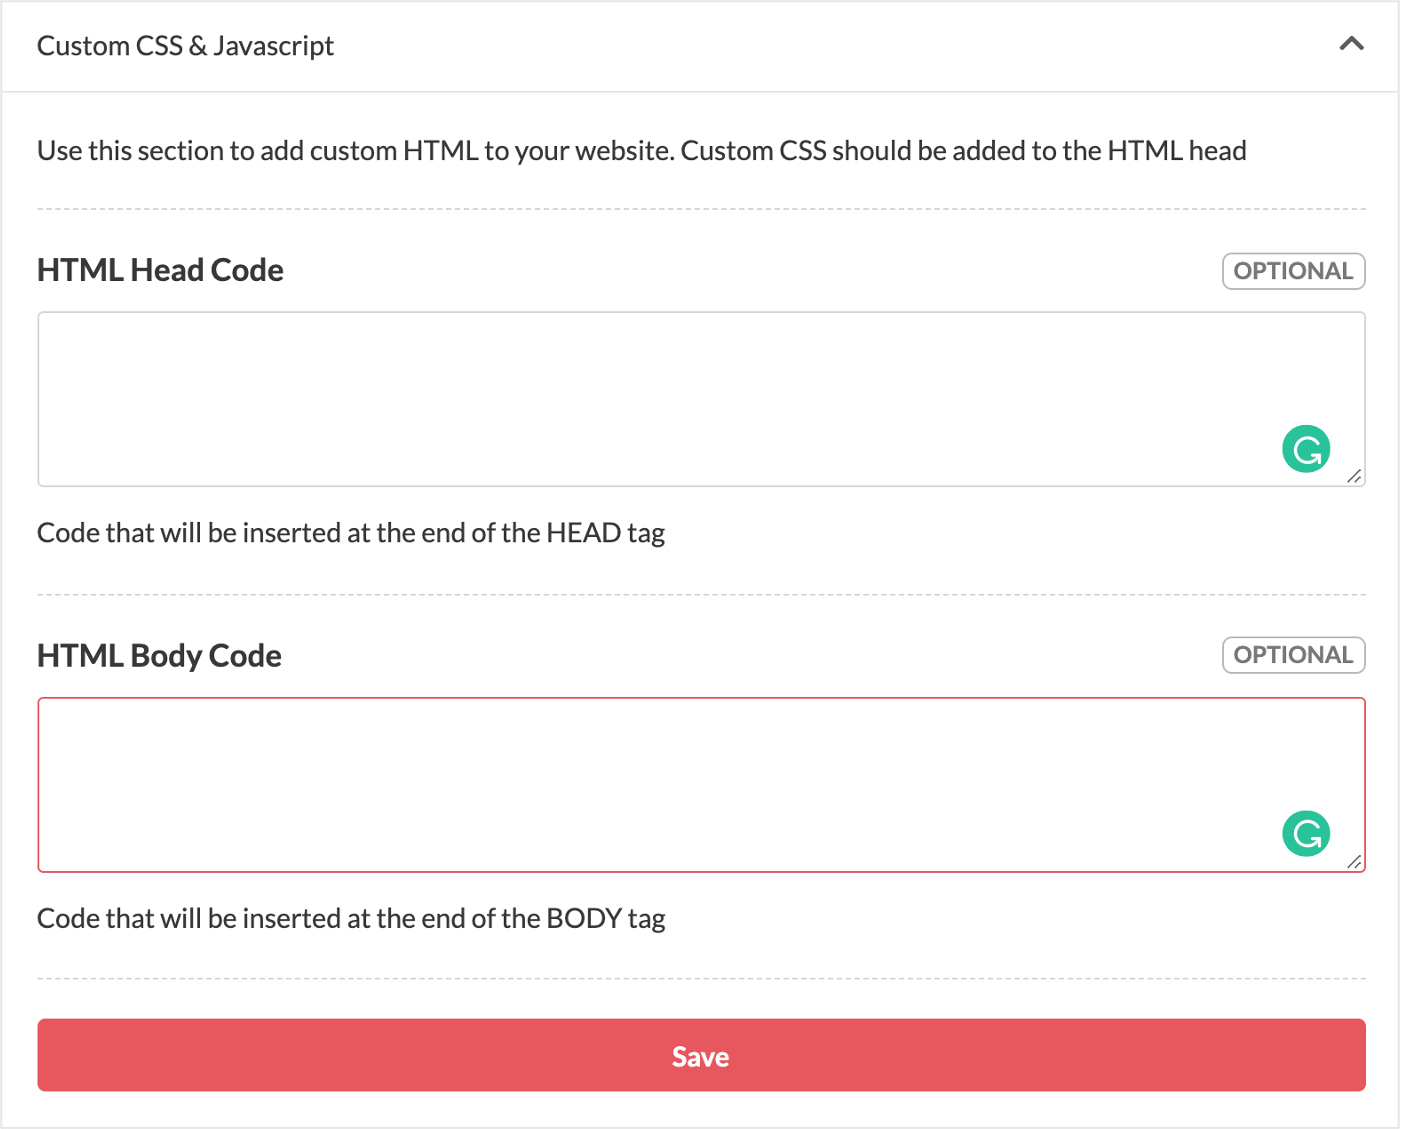 Custom CSS & Javascript
Use this section to add custom HTML to your website. Custom CSS should be added to the HTML head
HTML Head Code
OPTIONAL
Code that will be inserted at the end of the HEAD tag
HTML Body Code
OPTIONAL
Code that will be inserted at the end of the BODY tag
Save